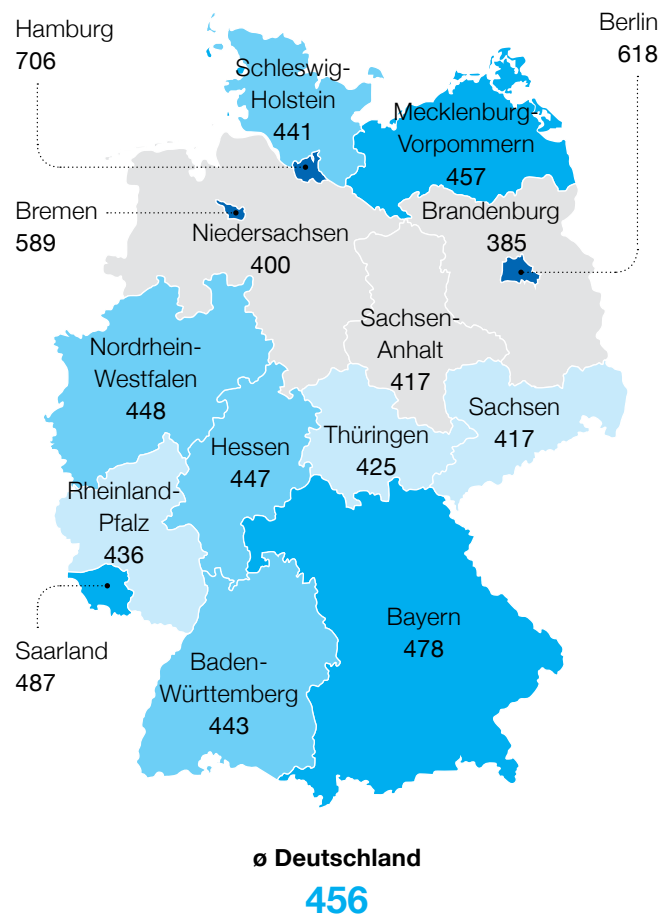 Hamburg
706
Berlin
618
Schleswig-
Holstein
441
Mecklenburg-
Vorpommern
457
Bremen
589
Niedersachsen
400
Brandenburg
385
Sachsen-
Anhalt
417
Nordrhein-
Westfalen
448
Sachsen
417
Thüringen
425
Hessen
447
Rheinland-
Pfalz
436
Saarland
487
Bayern
478
Baden-
Württemberg
443
ø Deutschland
456